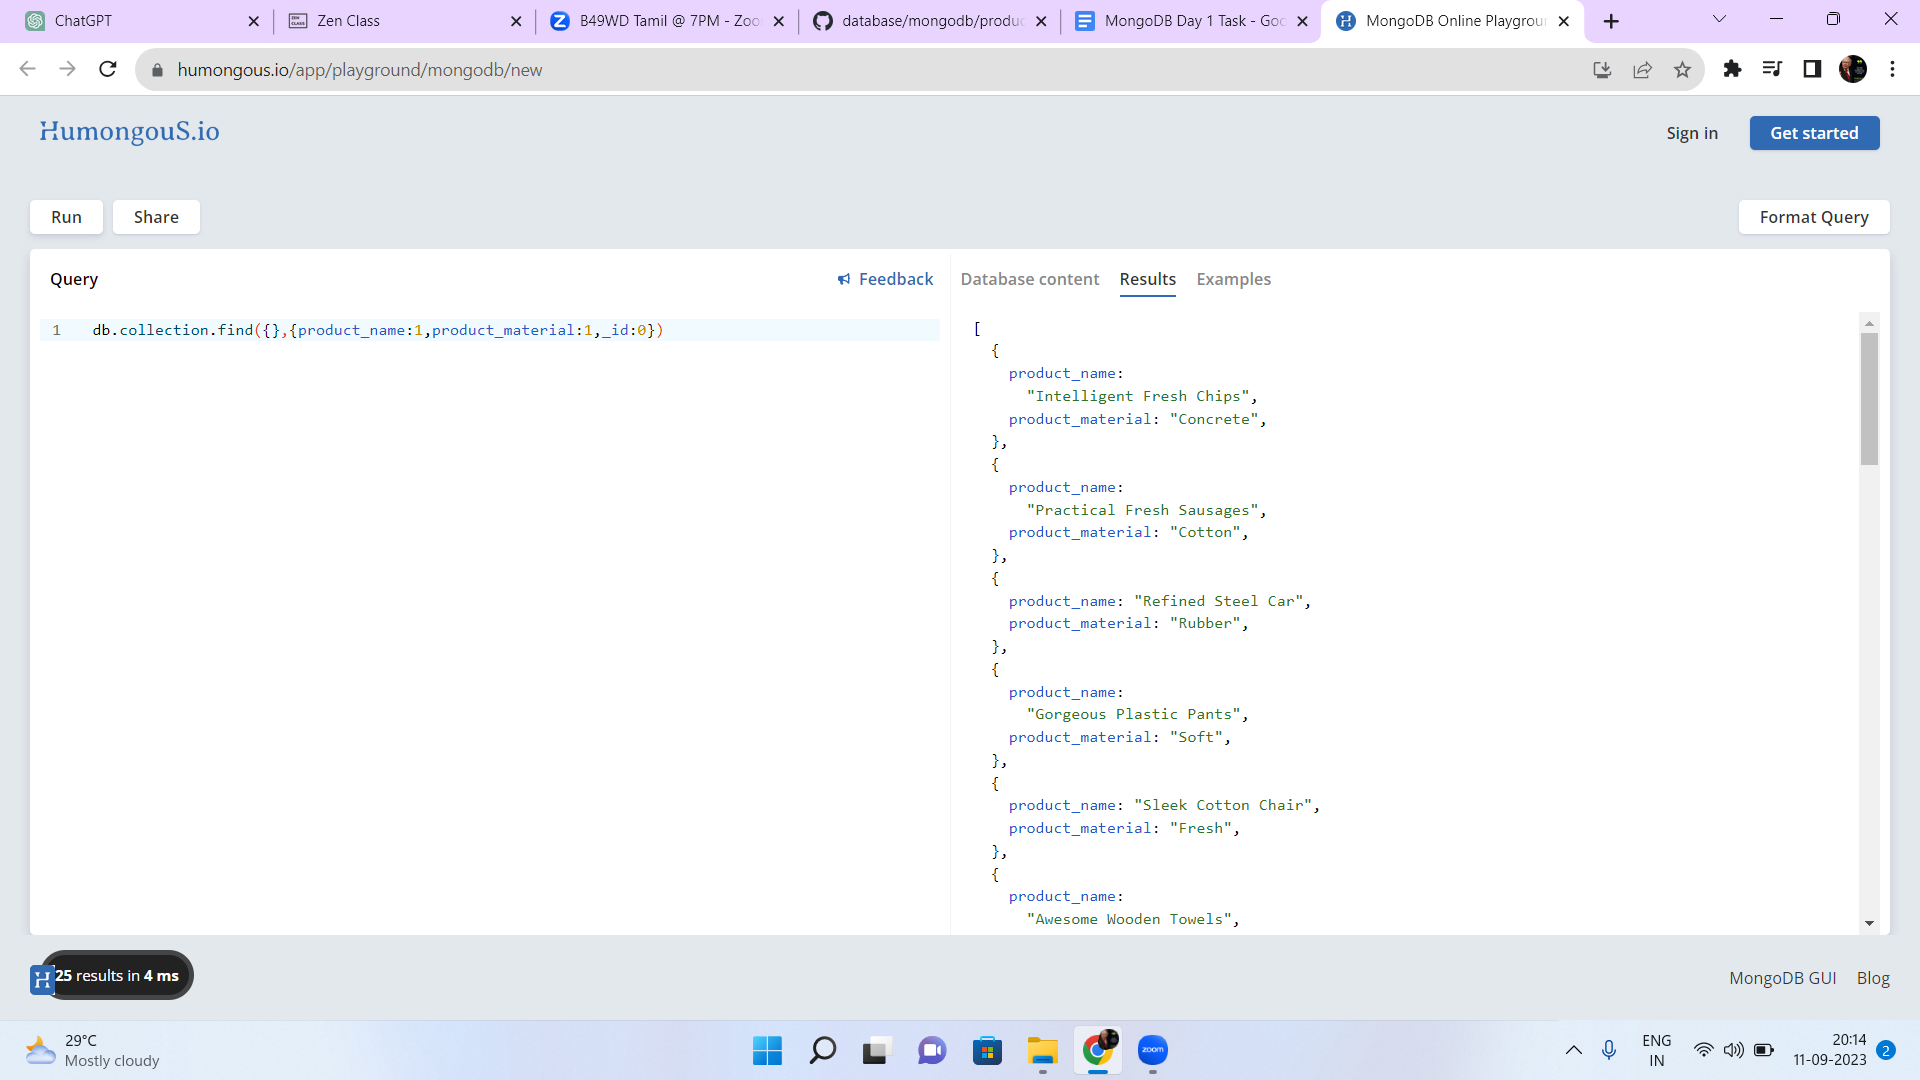 ChatGPT
Zen Class
B49WD Tamil @ 7PM - Zoo
database/mongodb/produc
MongoDB Day 1 Task - Goo
MongoDB Online Playgroun
humongous.io/app/playground/mongodb/new
HumongouS.io
Sign in
Get started
Run
Share
Format Query
Query
Feedback
Database content
Results
Examples
1 db.collection.find({},{product_name:1,product_material:1,_id:0})
[
{
product_name:
"Intelligent Fresh Chips",
product_material: "Concrete",
},
{
product_name:
"Practical Fresh Sausages",
product_material: "Cotton",
},
{
product_name: "Refined Steel Car",
product_material: "Rubber",
},
{
product_name:
"Gorgeous Plastic Pants",
product_material: "Soft",
},
{
product_name: "Sleek Cotton Chair",
product_material: "Fresh",
},
{
product_name:
"Awesome Wooden Towels",
H
25 results in 4 ms
MongoDB GUI
Blog
29°C
Mostly cloudy
zoom
ENG
IN
20:14
11-09-2023
2